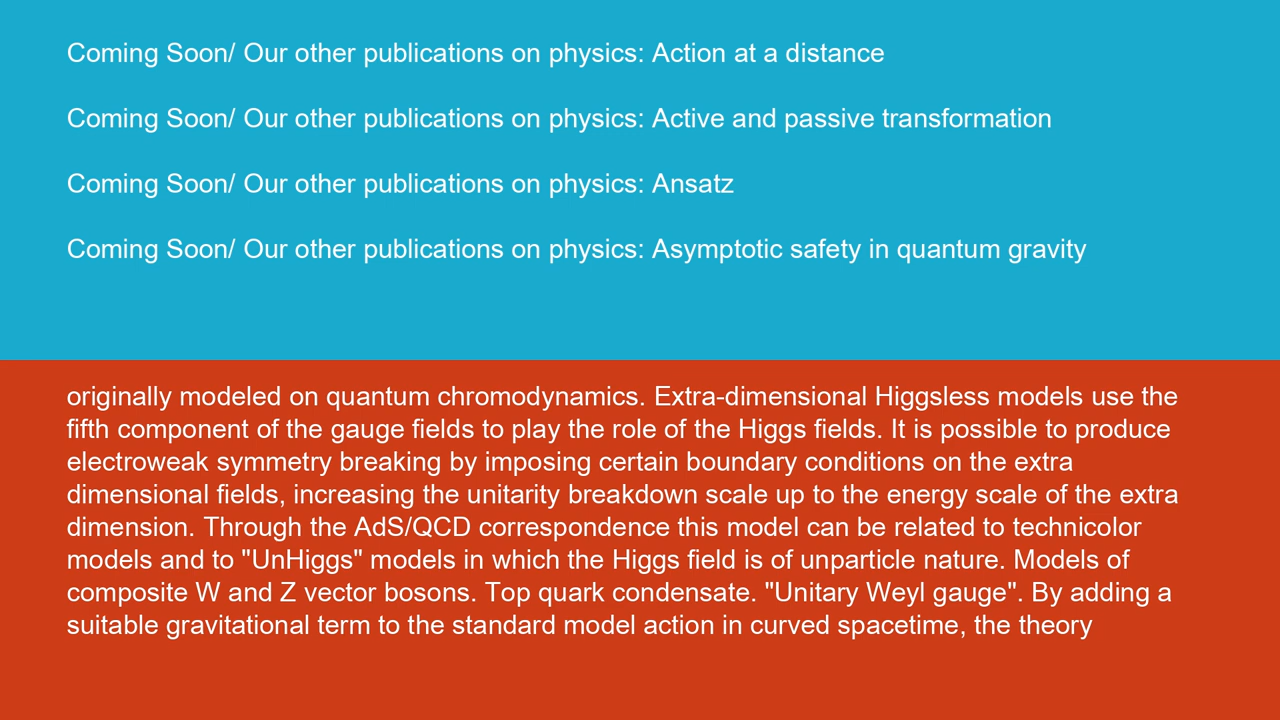 Coming Soon/ Our other publications on physics: Action at a distance
Coming Soon/ Our other publications on physics: Active and passive transformation
Coming Soon/ Our other publications on physics: Ansatz
Coming Soon/ Our other publications on physics: Asymptotic safety in quantum gravity
originally modeled on quantum chromodynamics. Extra-dimensional Higgsless models use the
fifth component of the gauge fields to play the role of the Higgs fields. It is possible to produce
electroweak symmetry breaking by imposing certain boundary conditions on the extra
dimensional fields, increasing the unitarity breakdown scale up to the energy scale of the extra
dimension. Through the AdS/QCD correspondence this model can be related to technicolor
models and to "UnHiggs" models in which the Higgs field is of unparticle nature. Models of
composite W and Z vector bosons. Top quark condensate. "Unitary Weyl gauge". By adding a
suitable gravitational term to the standard model action in curved spacetime, the theory